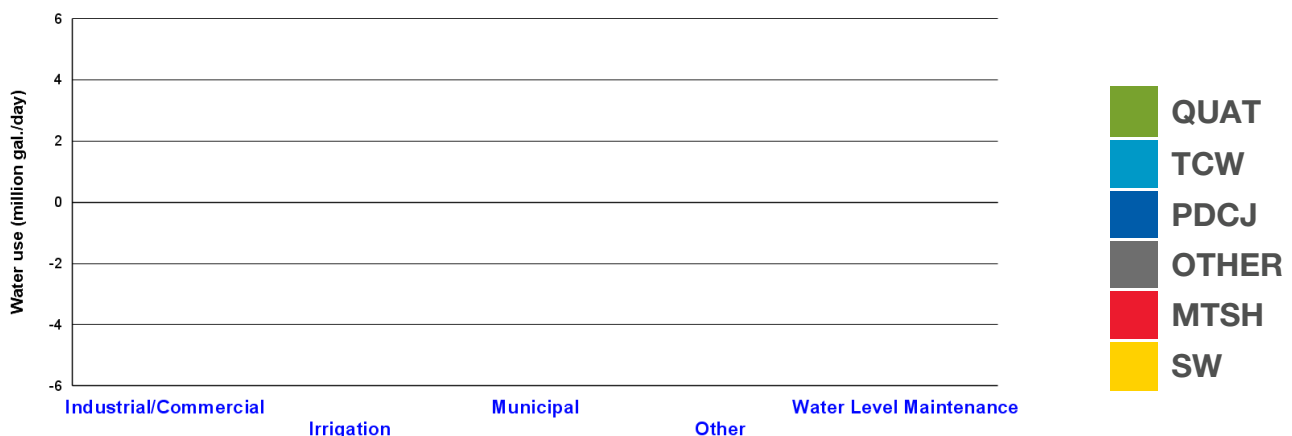 Water use (million gal./day)
6
4
2
0
-2
-4
-6
Industrial/Commercial
Irrigation
Municipal
Other
Water Level Maintenance
QUAT
TCW
PDCJ
OTHER
MTSH
SW